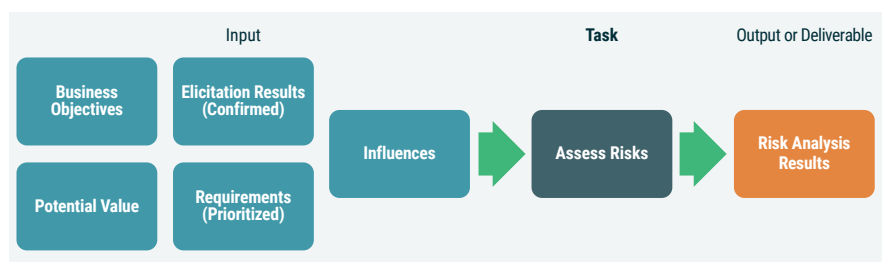 Input
Task
Output or Deliverable
Business
Objectives
Elicitation Results
(Confirmed)
Potential Value
Requirements
(Prioritized)
Influences
Assess Risks
Risk Analysis
Results